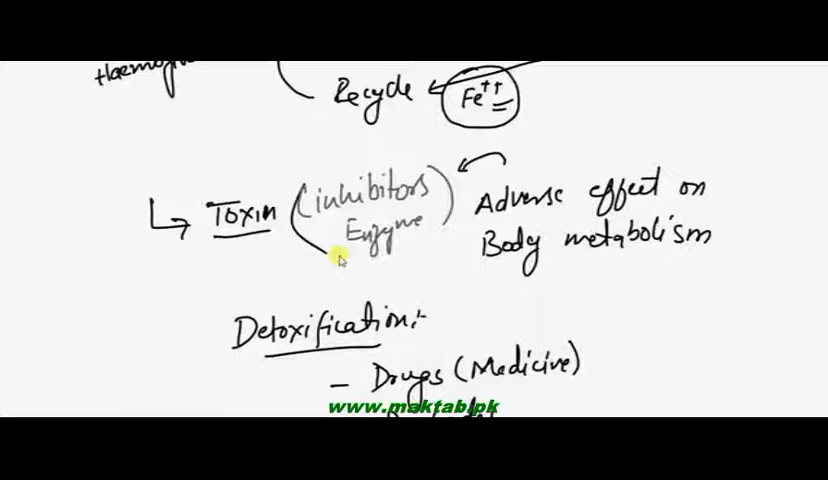 Recycle Fe++
Toxin (inhibitors Adverse effect on
Enzyme) Body metabolism
Detoxification:-
- Drugs (Medicine)
www.maktab.pk